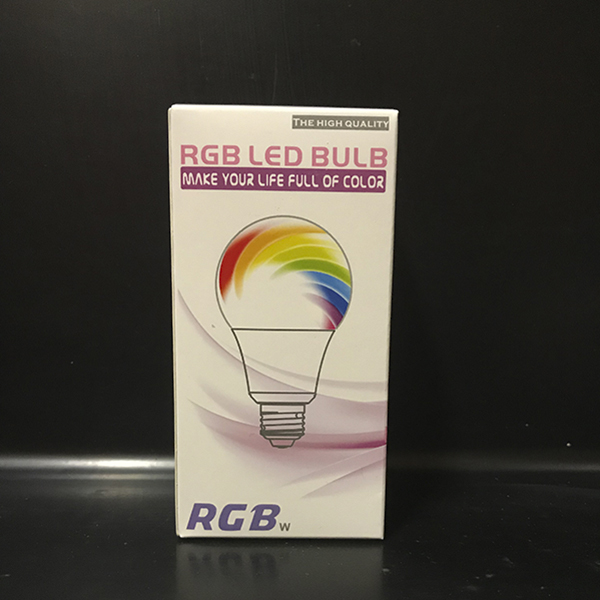 THE HIGH QUALITY
RGB LED BULB
MAKE YOUR LIFE FULL OF COLOR
RGBW